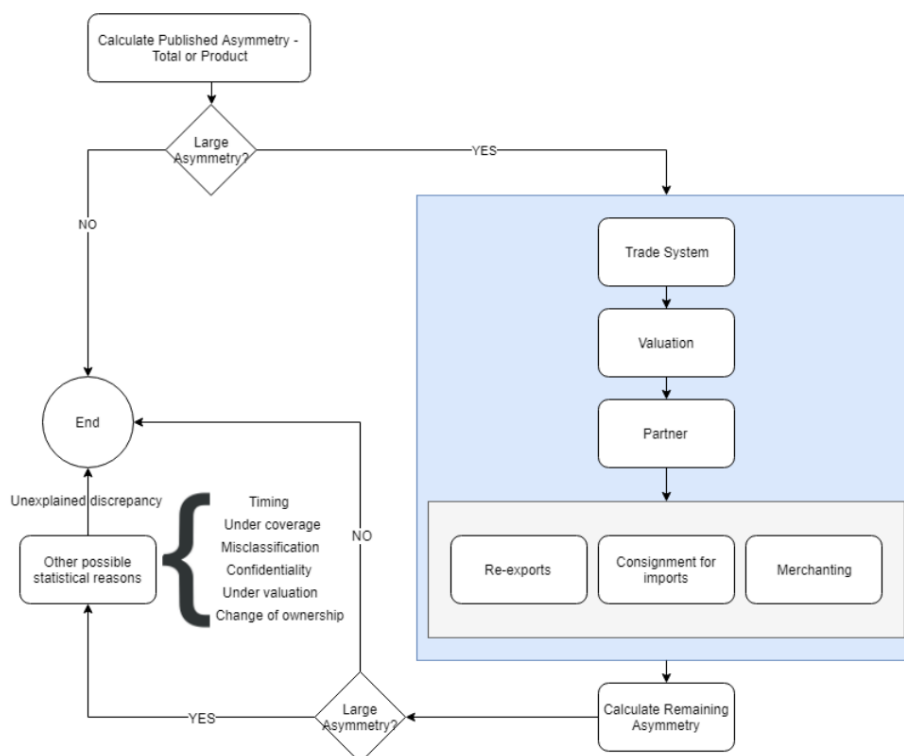 Calculate Published Asymmetry -
Total or Product
Large
Asymmetry?
YES
NO
Trade System
Valuation
Partner
End
Unexplained discrepancy
Timing
Under coverage
Misclassification
Confidentiality
Under valuation
Change of ownership
Other possible
statistical reasons
NO
Re-exports
Consignment for
imports
Merchanting
Calculate Remaining
Asymmetry
Large
Asymmetry?
YES